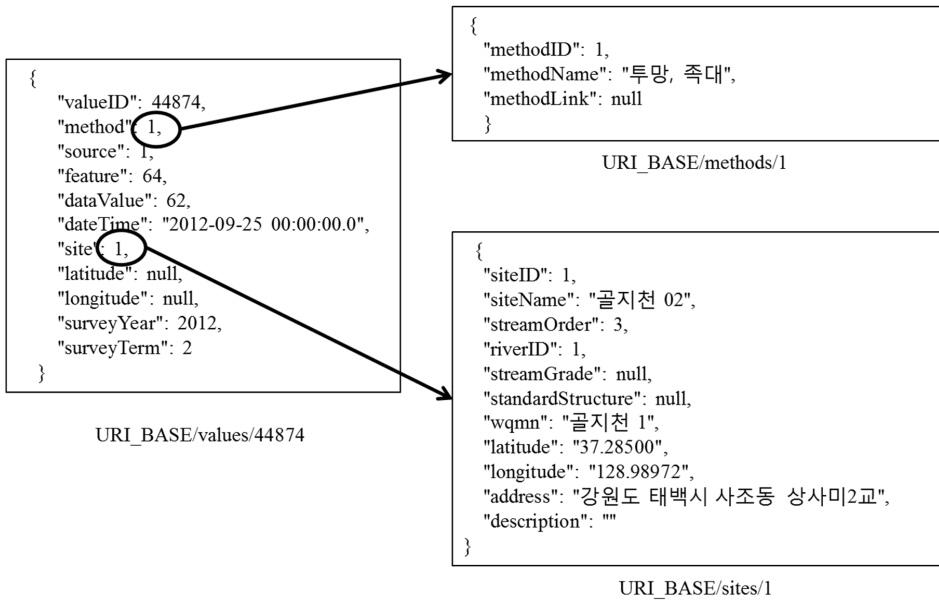 {
"valueID": 44874,
"method": 1,
"source": 1,
"feature": 64,
"dataValue": 62,
"dateTime": "2012-09-25 00:00:00.0",
"site": 1,
"latitude": null,
"longitude": null,
"surveyYear": 2012,
"surveyTerm": 2
}
URI_BASE/values/44874
{
"methodID": 1,
"methodName": "투망, 족대",
"methodLink": null
}
URI_BASE/methods/1
{
"siteID": 1,
"siteName": "골지천 02",
"streamOrder": 3,
"riverID": 1,
"streamGrade": null,
"standardStructure": null,
"wqmn": "골지천 1",
"latitude": "37.28500",
"longitude": "128.98972",
"address": "강원도 태백시 사조동 상사미2교",
"description": ""
}
URI_BASE/sites/1